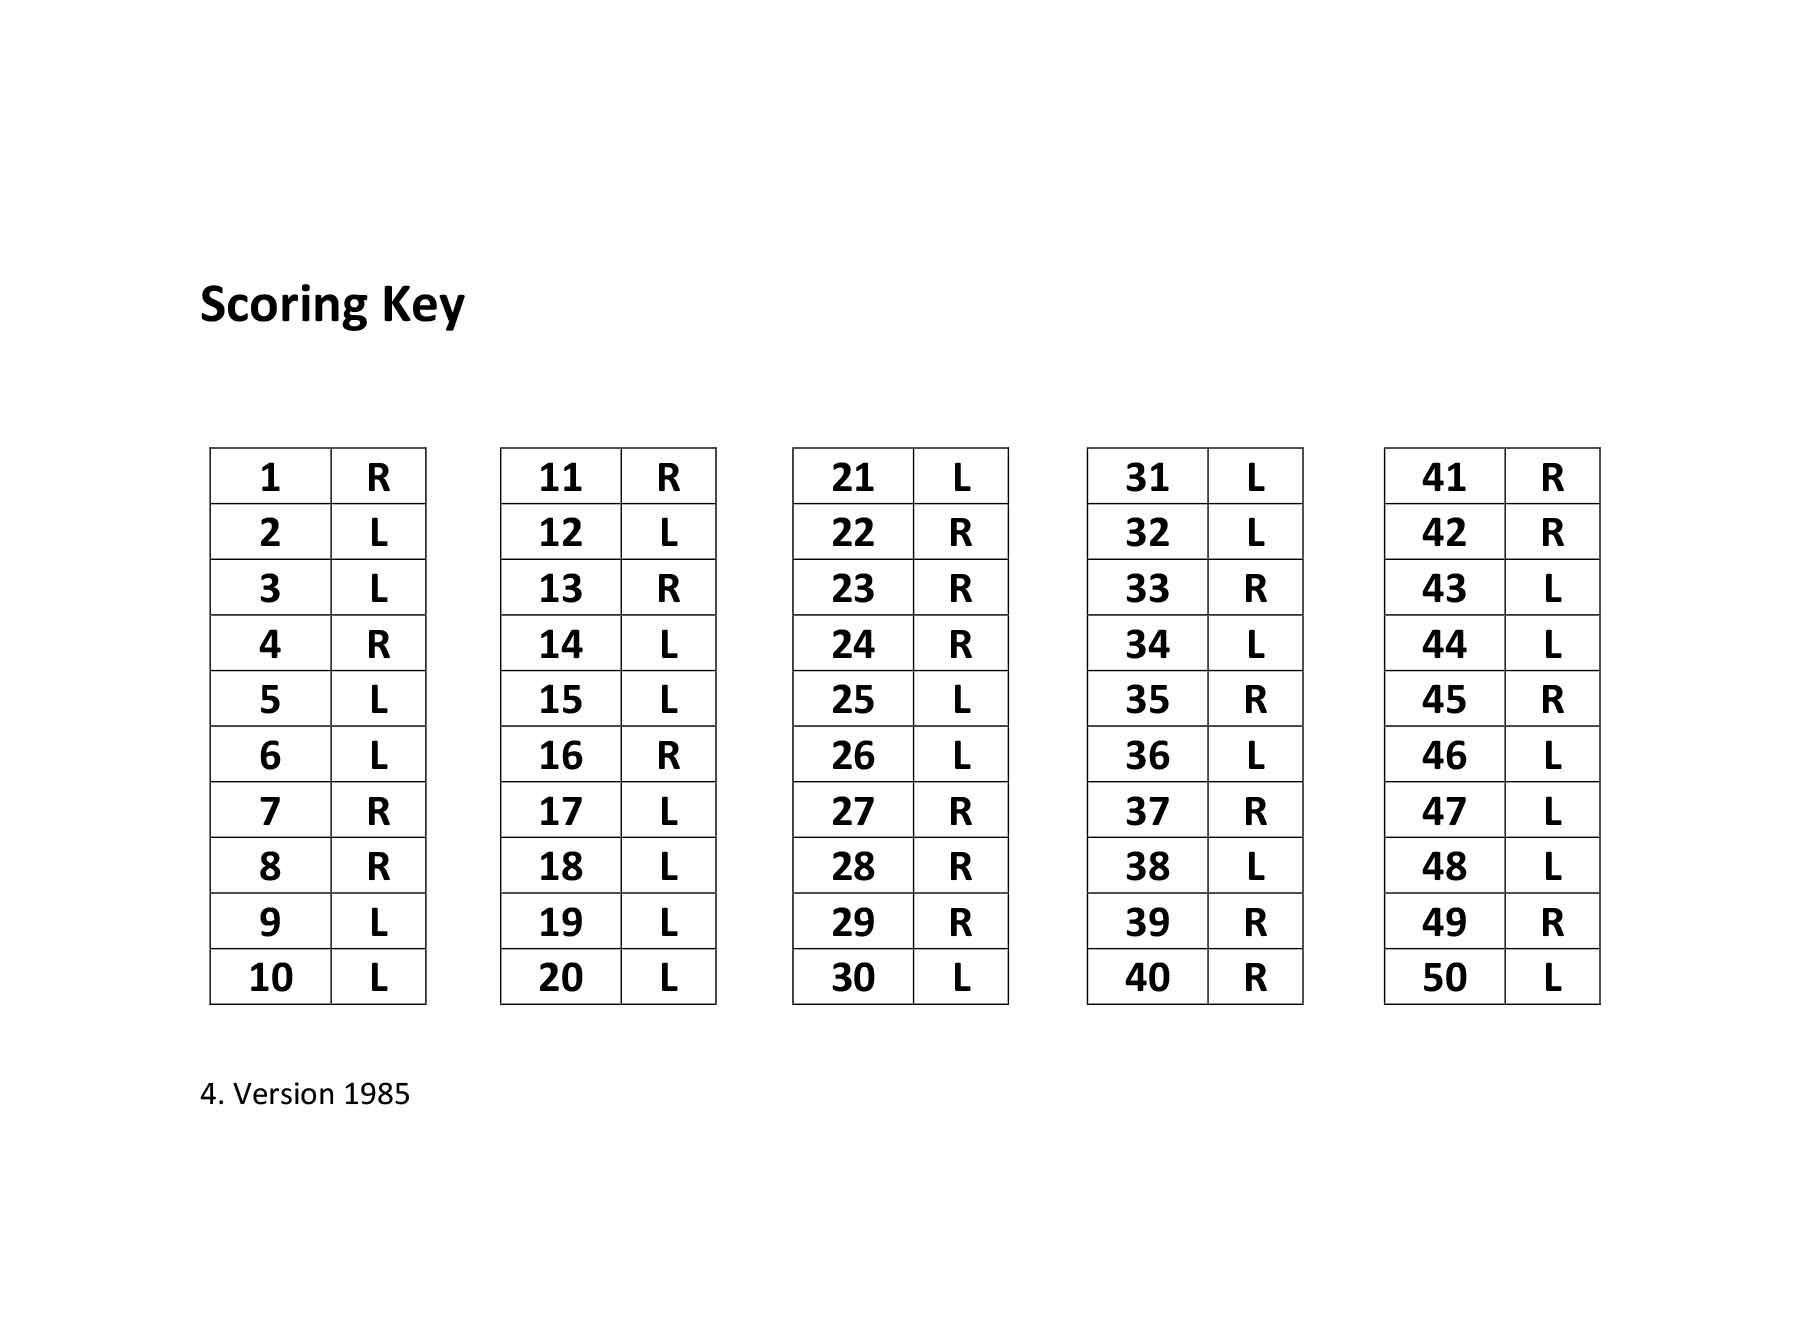 Scoring Key
1 R 11 R 21 L 31 L 41 R
2 L 12 L 22 R 32 L 42 R
3 L 13 R 23 R 33 R 43 L
4 R 14 L 24 R 34 L 44 L
5 L 15 L 25 L 35 R 45 R
6 L 16 R 26 L 36 L 46 L
7 R 17 L 27 R 37 R 47 L
8 R 18 L 28 R 38 L 48 L
9 L 19 L 29 R 39 R 49 R
10 L 20 L 30 L 40 R 50 L
4. Version 1985